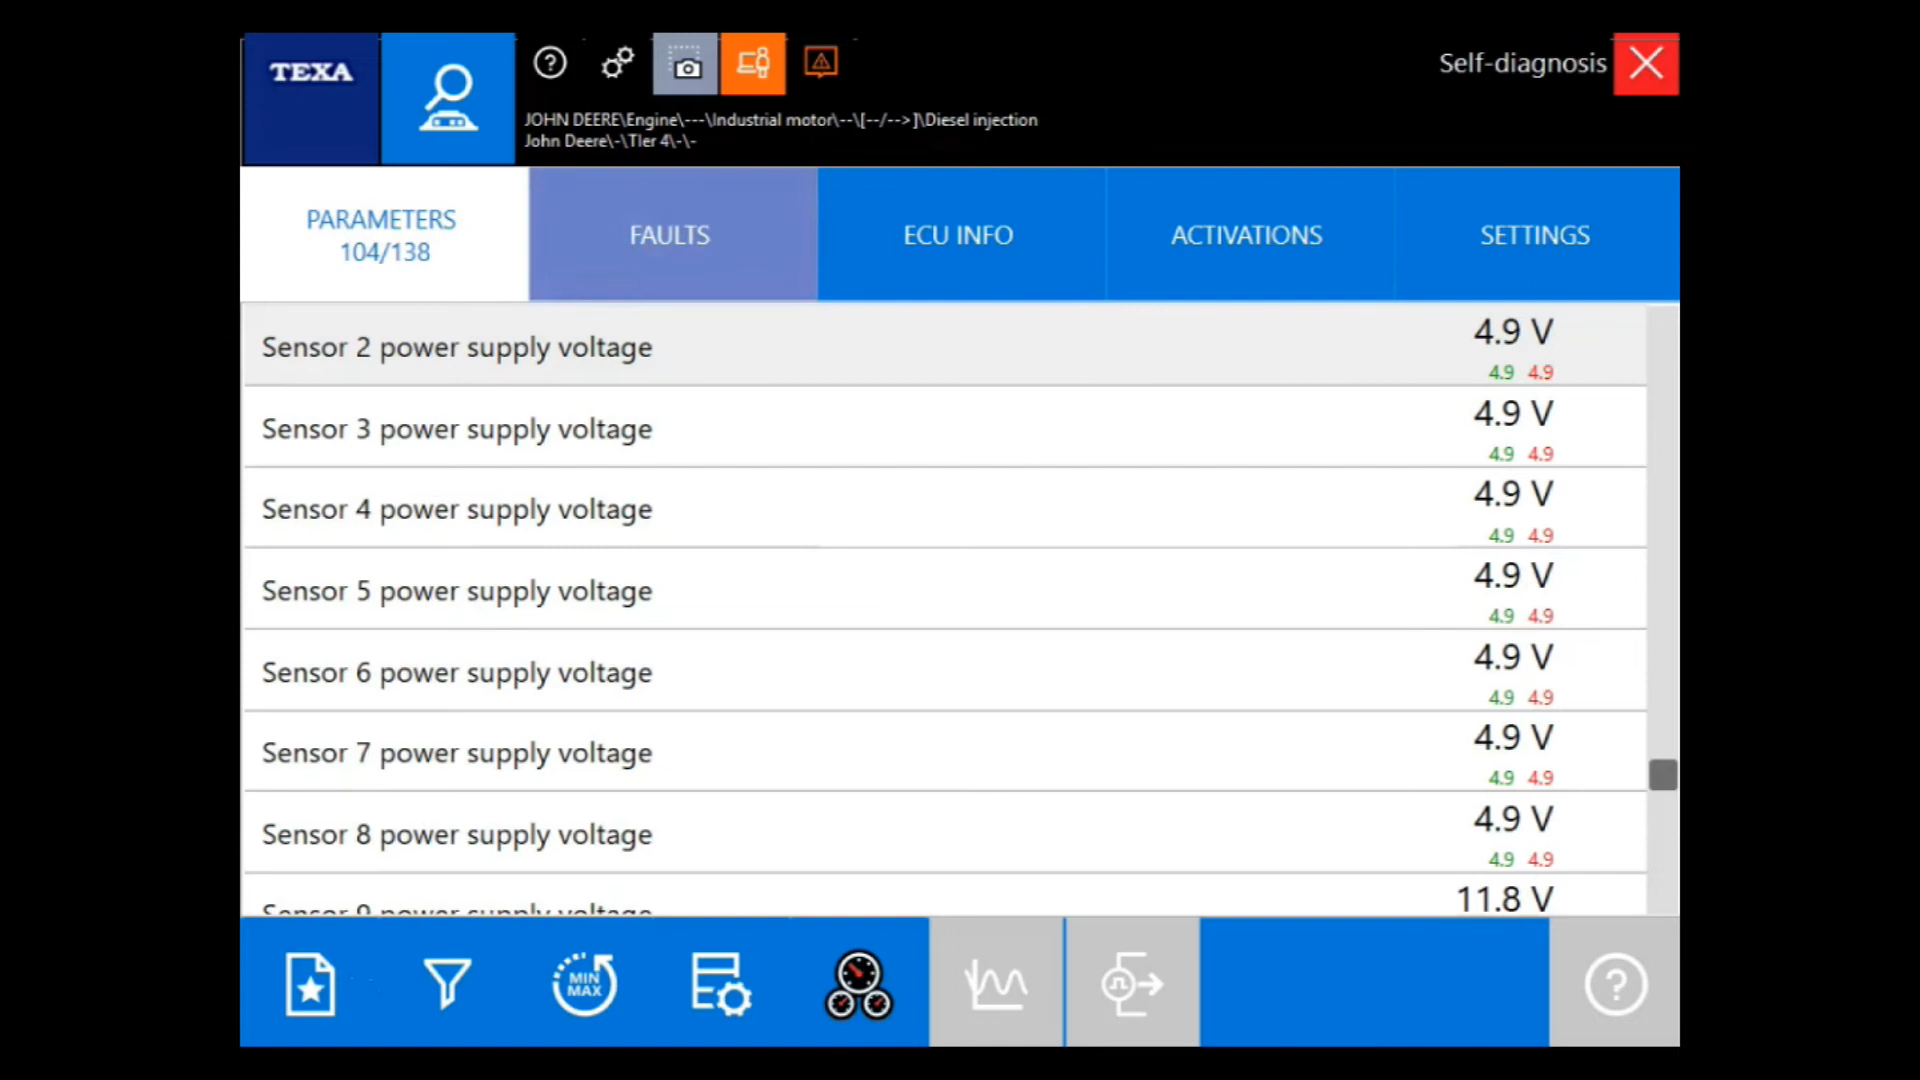 TEXA
Self-diagnosis
JOHN DEERE\Engine\---\Industrial motor\--\[--/-->]\Diesel injection
John Deere\-\TIer 4\-\-
PARAMETERS
104/138
FAULTS
ECU INFO
ACTIVATIONS
SETTINGS
Sensor 2 power supply voltage
4.9 V
4.9 4.9
Sensor 3 power supply voltage
4.9 V
4.9 4.9
Sensor 4 power supply voltage
4.9 V
4.9 4.9
Sensor 5 power supply voltage
4.9 V
4.9 4.9
Sensor 6 power supply voltage
4.9 V
4.9 4.9
Sensor 7 power supply voltage
4.9 V
4.9 4.9
Sensor 8 power supply voltage
4.9 V
4.9 4.9
Sensor 9 power supply voltage
11.8 V
MIN
MAX